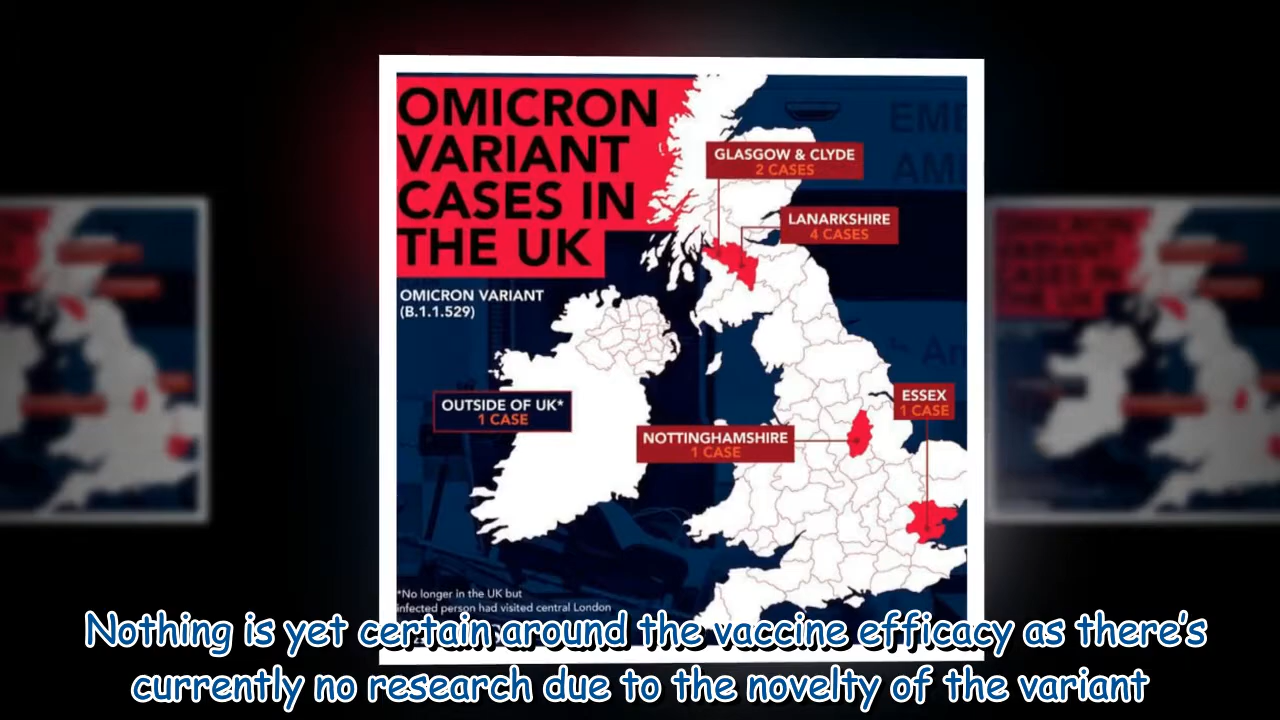 OMICRON
VARIANT
CASES IN
THE UK
OMICRON VARIANT
(B.1.1.529)
GLASGOW & CLYDE
2 CASES
LANARKSHIRE
4 CASES
OUTSIDE OF UK*
1 CASE
NOTTINGHAMSHIRE
1 CASE
ESSEX
1 CASE
*No longer in the UK but
infected person had visited central London
Nothing is yet certain around the vaccine efficacy as there's
currently no research due to the novelty of the variant